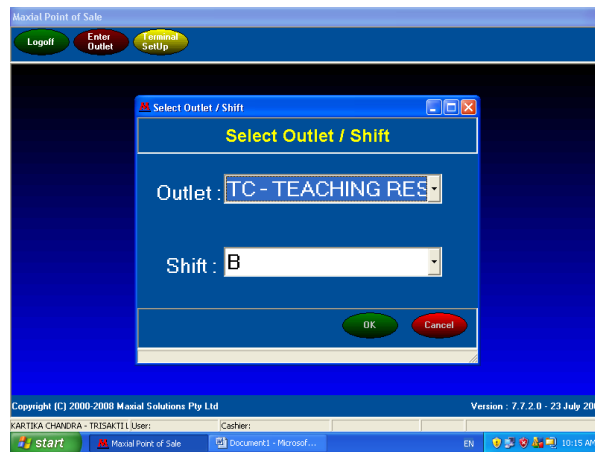 Maxial Point of Sale
Logoff
Enter Outlet
Terminal SetUp
Select Outlet / Shift
Select Outlet / Shift
Outlet : TC - TEACHING RES
Shift : B
OK
Cancel
Copyright (C) 2000-2008 Maxial Solutions Pty Ltd
Version : 7.7.2.0 - 23 July 200
KARTIKA CHANDRA - TRISAKTI L User: Cashier:
start
Maxial Point of Sale
Document1 - Microsof...
EN
10:15 AM